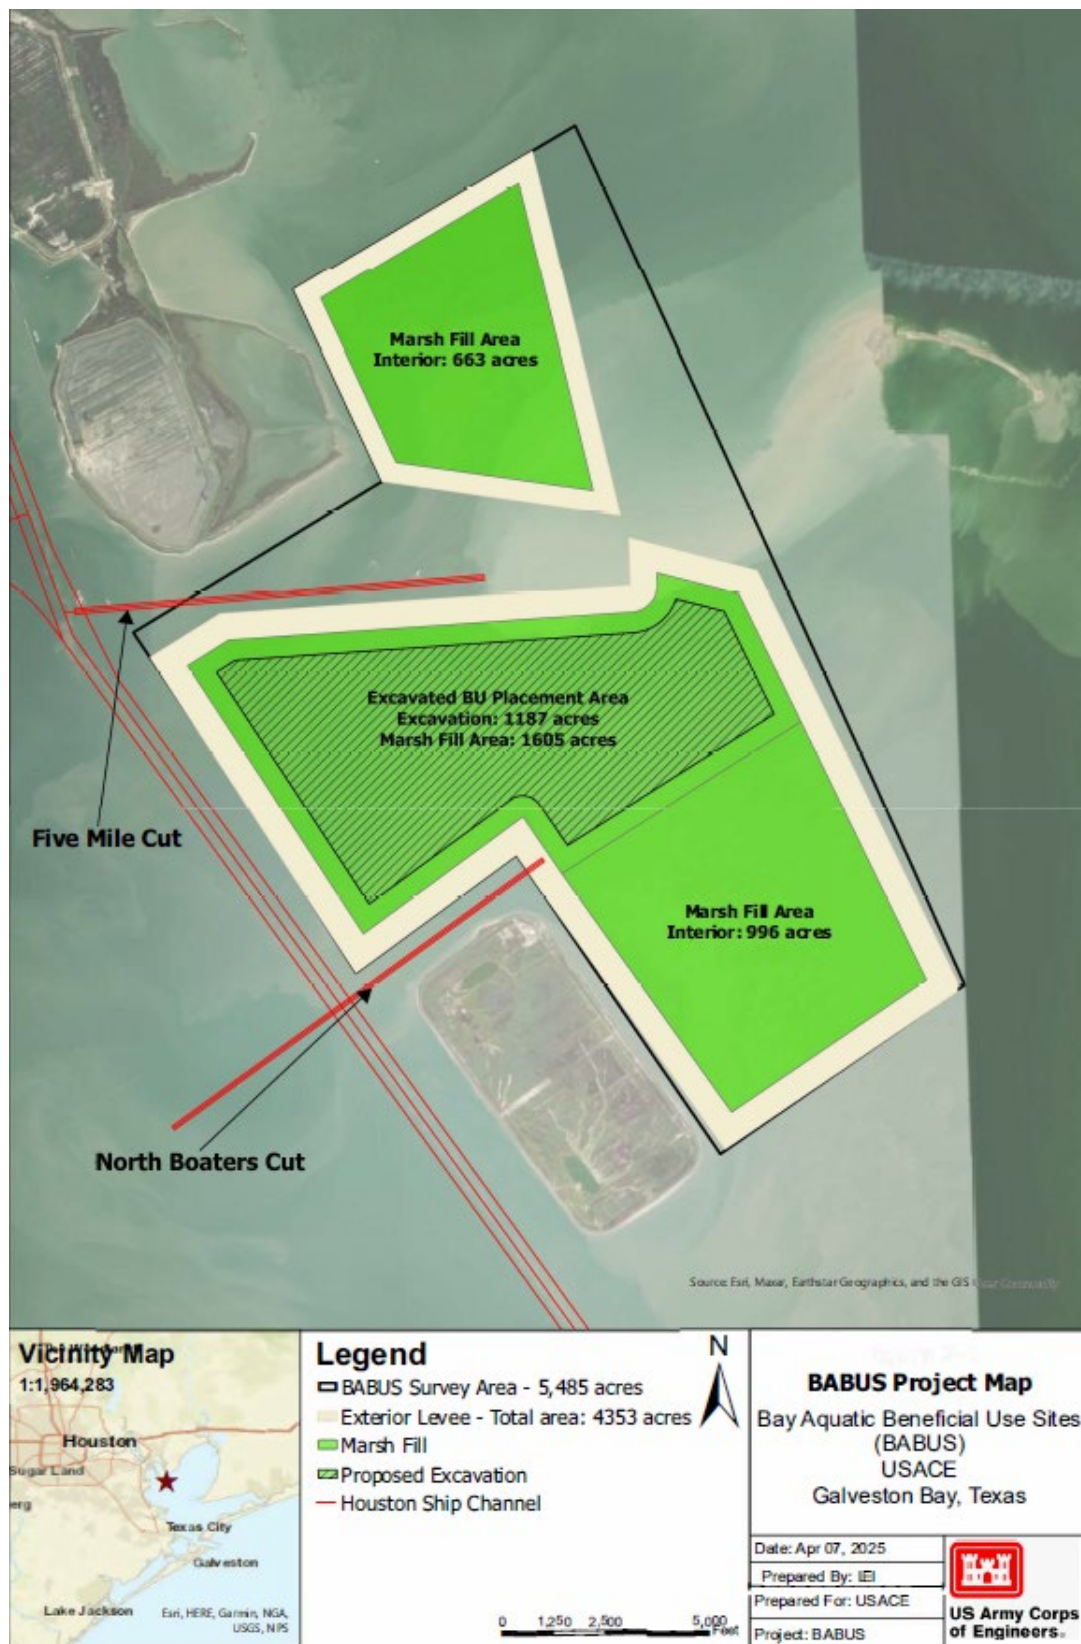 Marsh Fill Area
Interior: 663 acres
Excavated BU Placement Area
Excavation: 1187 acres
Marsh Fill Area: 1605 acres
Five Mile Cut
Marsh Fill Area
Interior: 996 acres
North Boaters Cut
Source: Esri, Maxar, Earthstar Geographics, and the GIS User Community
Vicinity Map
1:1,964,283
Houston
Sugar Land
erg
Texas City
Galveston
Lake Jackson
Esri, HERE, Garmin, NGA,
USGS, NPS
Legend
BABUS Survey Area - 5,485 acres
Exterior Levee - Total area: 4353 acres
Marsh Fill
Proposed Excavation
Houston Ship Channel
N
0 1,250 2,500 5,000
Feet
BABUS Project Map
Bay Aquatic Beneficial Use Sites
(BABUS)
USACE
Galveston Bay, Texas
Date: Apr 07, 2025
Prepared By: LEI
Prepared For: USACE
Project: BABUS
US Army Corps
of Engineers®